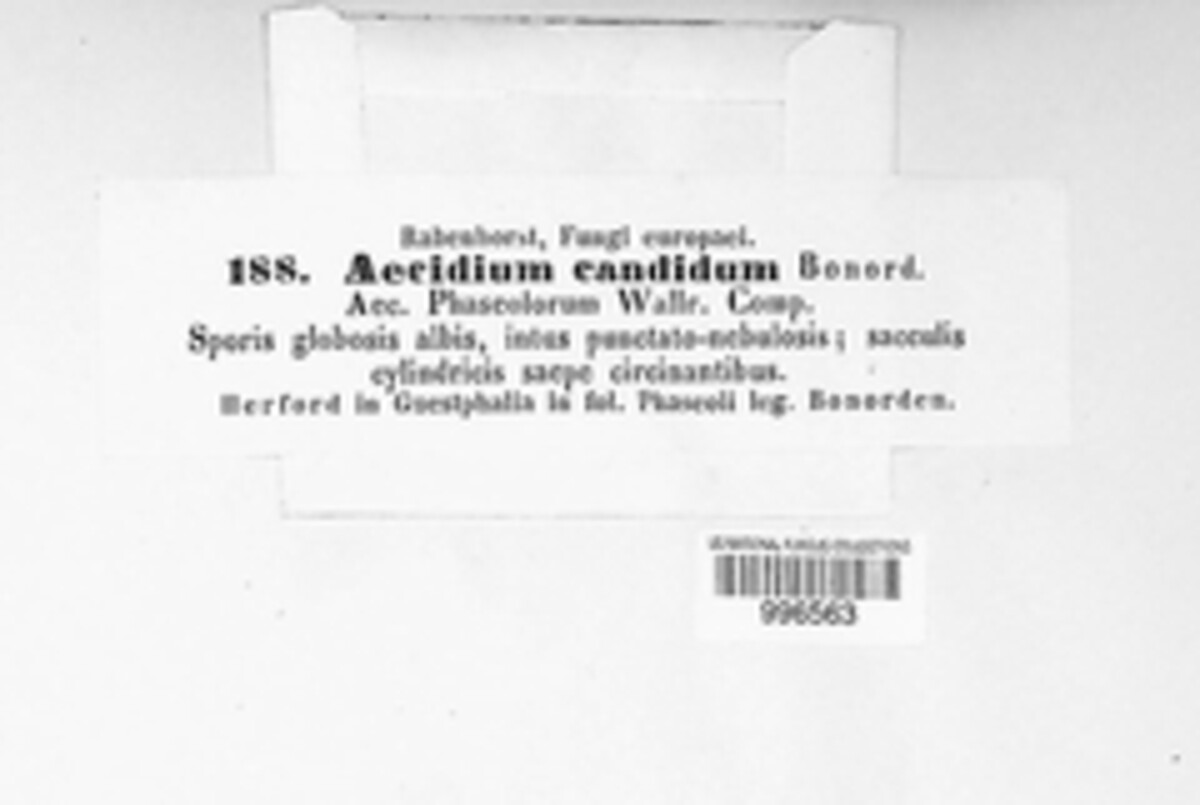 Rabenhorst, Fungi europaei.
188. Aecidium candidum Bonord.
Aec. Phaseolorum Wallr. Comp.
Sporis globosis albis, intus punctato-nebulosis; sacculis
cylindricis saepe circinantibus.
Herford in Guestphalia in fol. Phaseoli leg. Bonorden.
996563